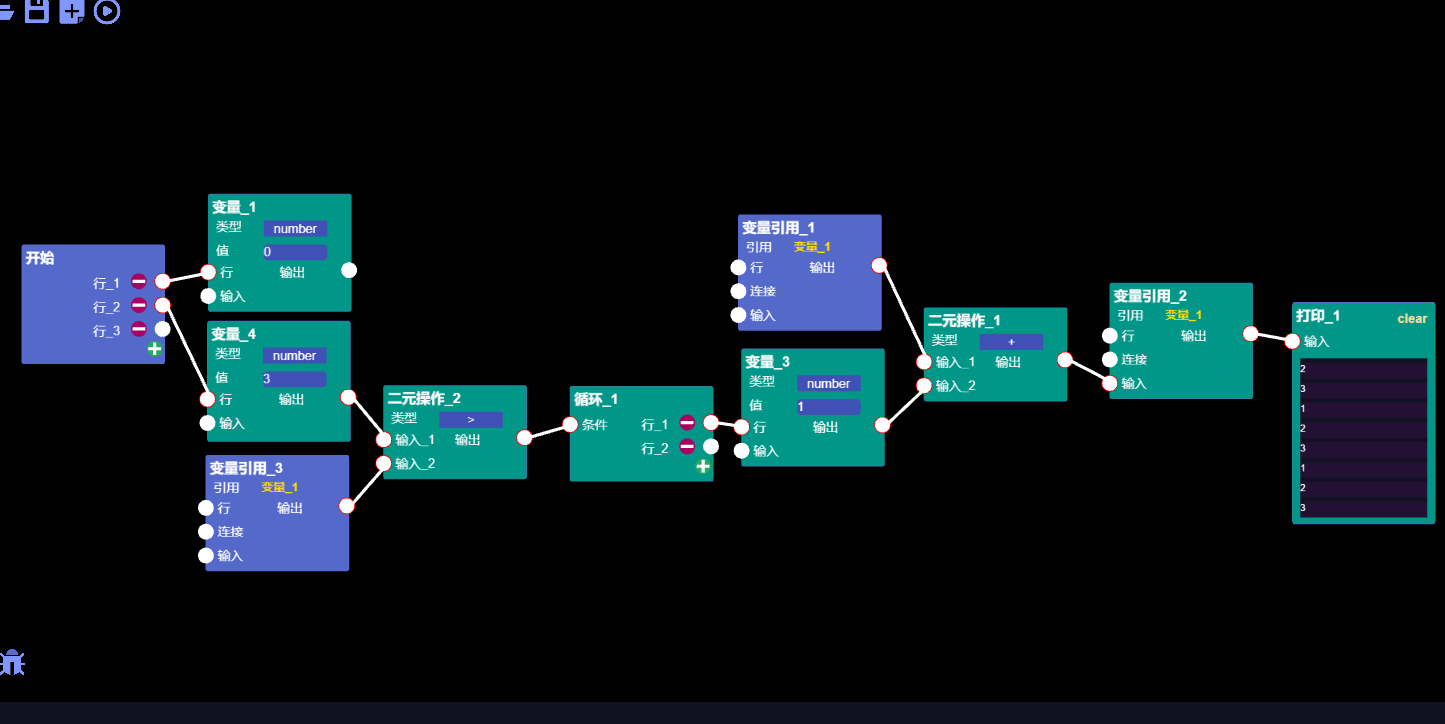 开始
行_1
行_2
行_3
变量_1
类型 number
值 0
行 输出
输入
变量_4
类型 number
值 3
行 输出
输入
变量引用_3
引用 变量_1
行 输出
连接
输入
二元操作_2
类型 >
输入_1 输出
输入_2
循环_1
条件 行_1
行_2
变量引用_1
引用 变量_1
行 输出
连接
输入
变量_3
类型 number
值 1
行 输出
输入
二元操作_1
类型 +
输入_1 输出
输入_2
变量引用_2
引用 变量_1
行 输出
连接
输入
打印_1 clear
输入
2
3
1
2
3
1
2
3